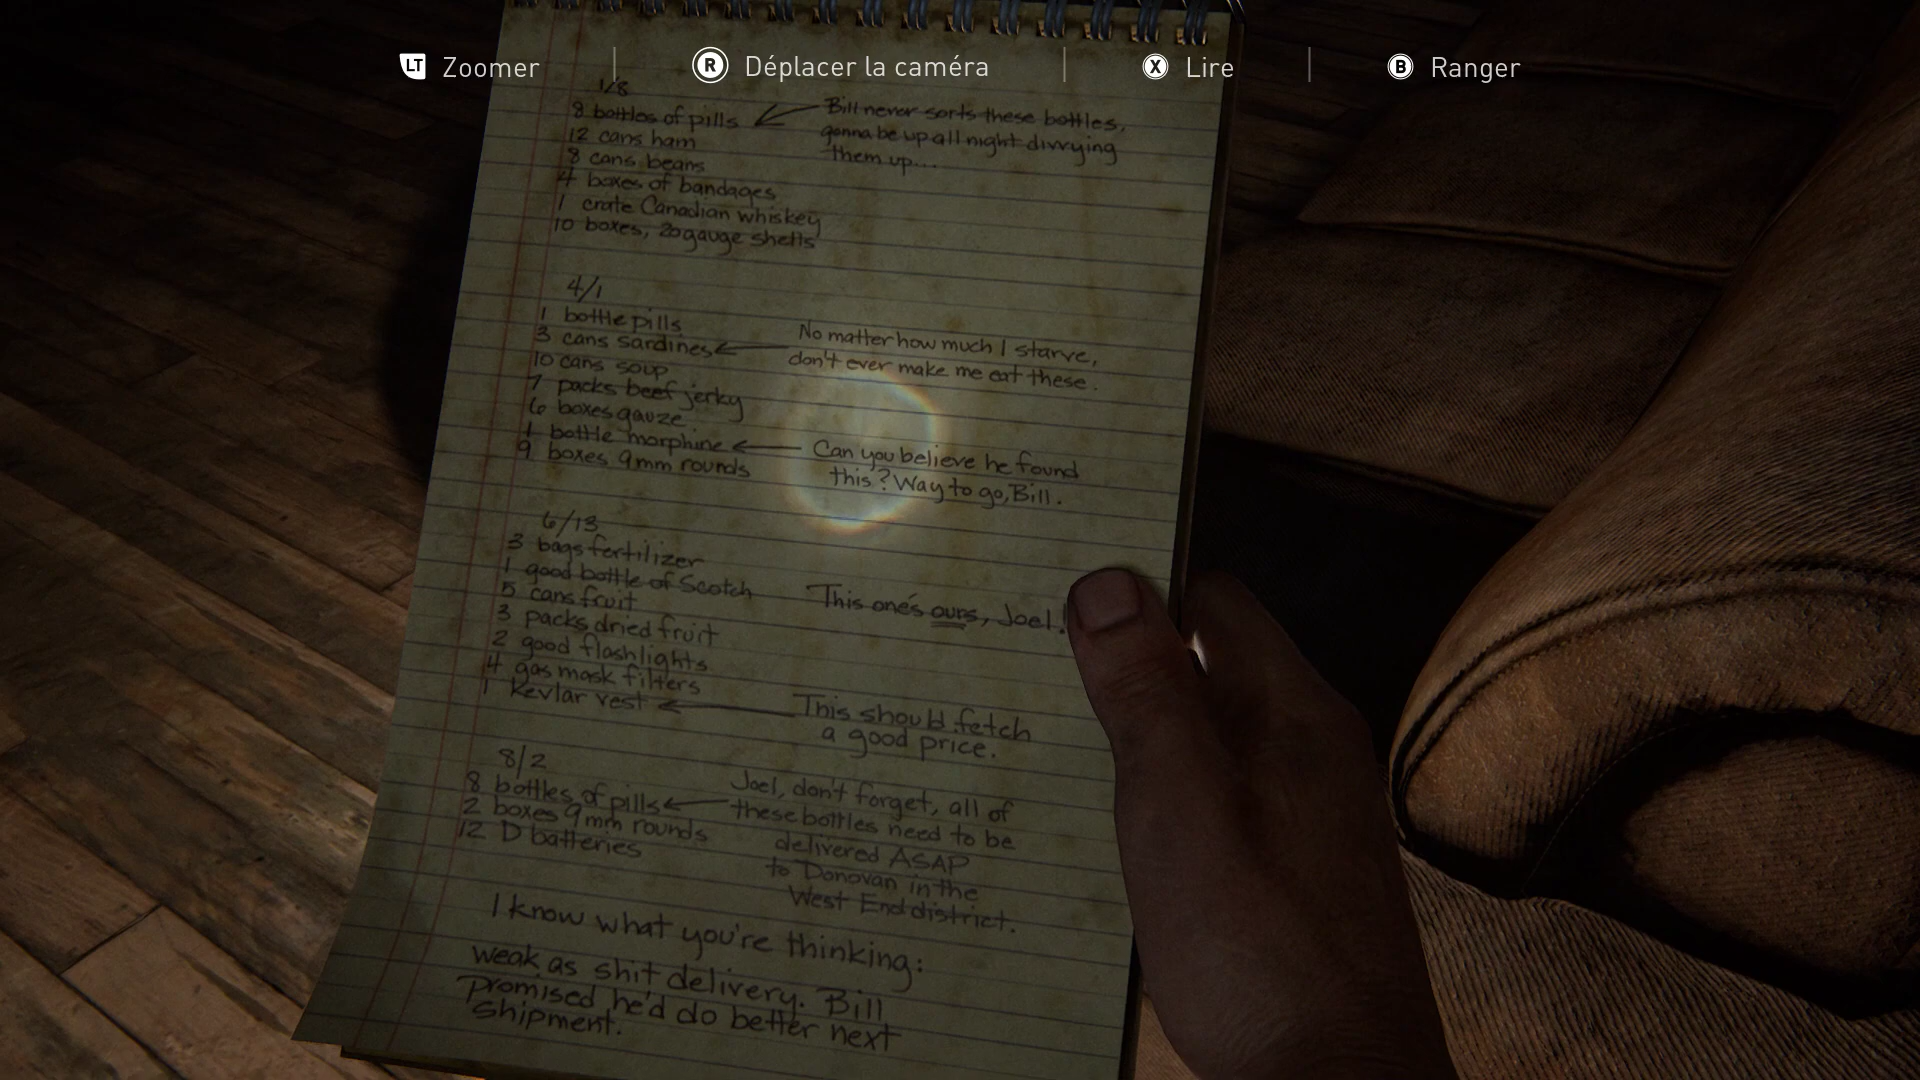 LT Zoomer
R Déplacer la caméra
X Lire
B Ranger
1/8
8 bottles of pills
12 cans ham
8 cans beans
4 boxes of bandages
1 crate Canadian whiskey
10 boxes, 20 gauge shells
Bill never sorts these bottles,
gonna be up all night divvying
them up...
4/1
1 bottle pills
3 cans sardines
10 cans soup
7 packs beef jerky
6 boxes gauze
1 bottle morphine
9 boxes 9mm rounds
No matter how much I starve,
don't ever make me eat these.
Can you believe he found
this? Way to go, Bill.
6/13
3 bags fertilizer
1 good bottle of Scotch
5 cans fruit
3 packs dried fruit
2 good flashlights
4 gas mask filters
1 Kevlar vest
This one's ours, Joel!
This should fetch
a good price.
8/2
8 bottles of pills
2 boxes 9mm rounds
12 D batteries
Joel, don't forget, all of
these bottles need to be
delivered ASAP
to Donovan in the
West End district.
I know what you're thinking:
weak as shit delivery. Bill
promised he'd do better next
shipment.